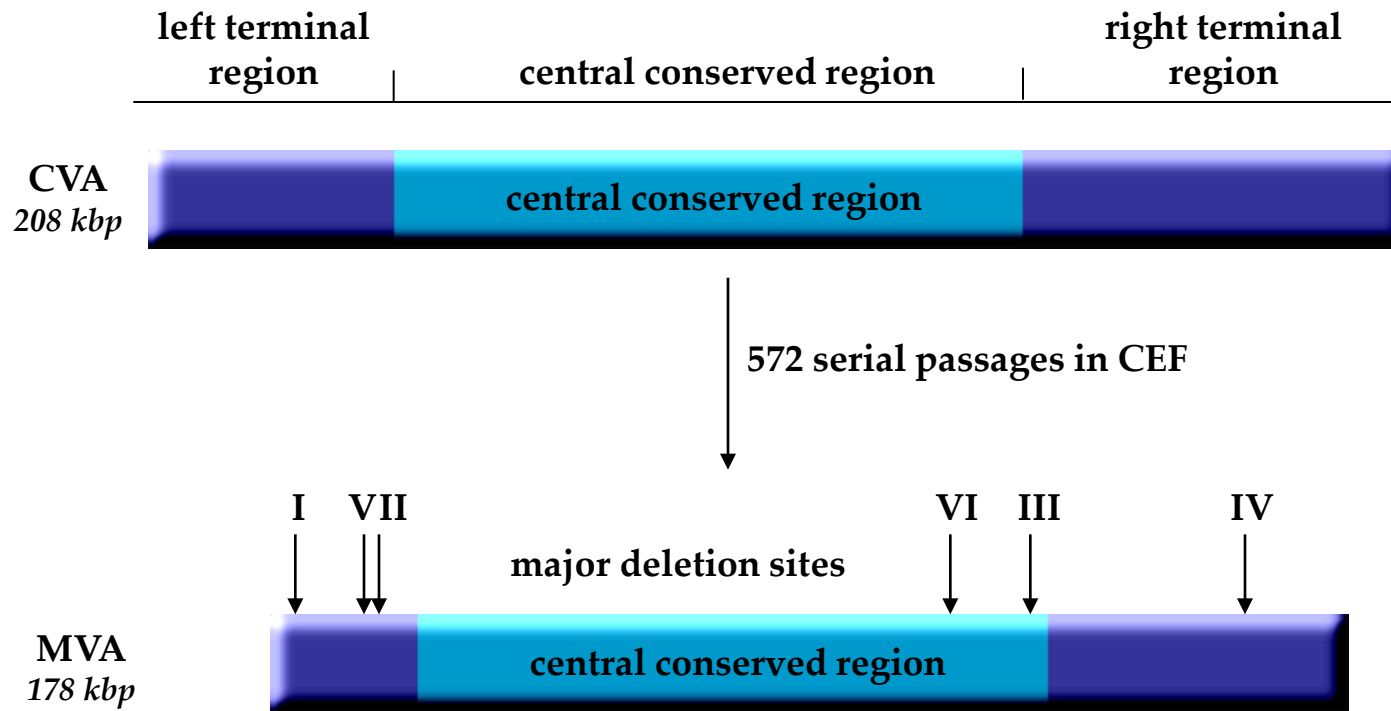 left terminal
region
central conserved region
right terminal
region
CVA
208 kbp
central conserved region
572 serial passages in CEF
I V II VI III IV
major deletion sites
MVA
178 kbp
central conserved region